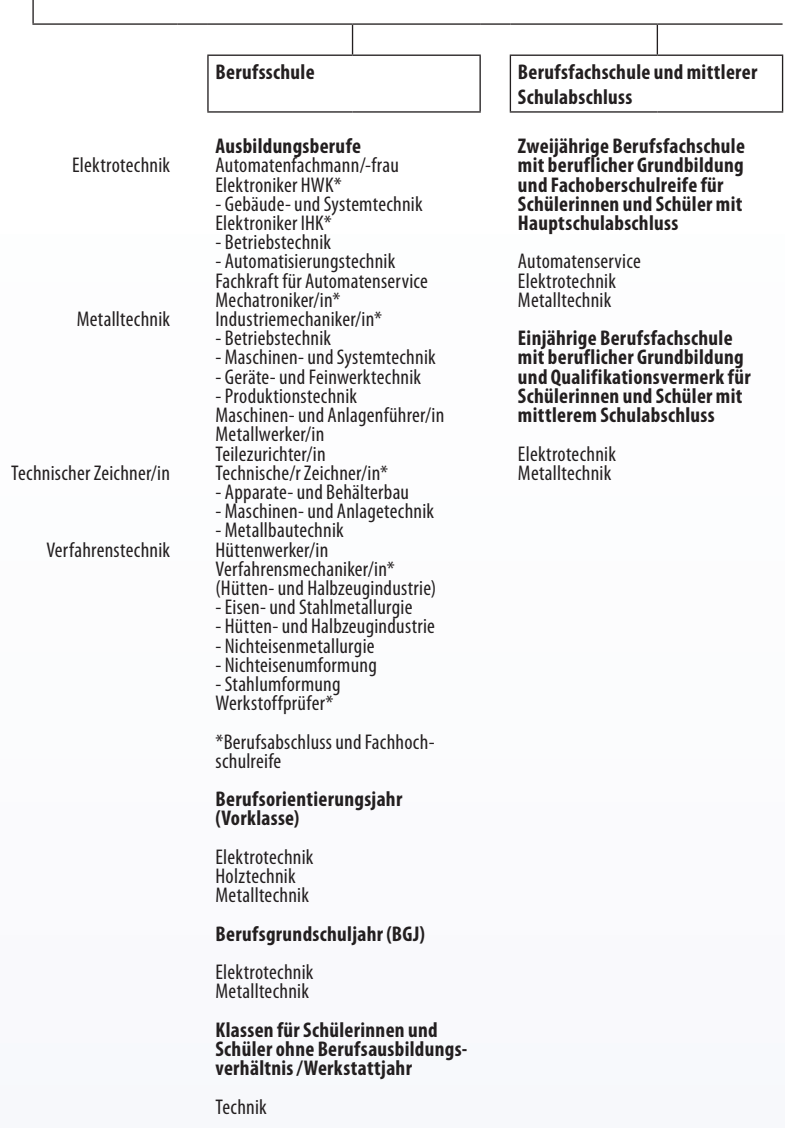 Berufsschule
Ausbildungsberufe
Elektrotechnik Automatenfachmann/-frau
Elektroniker HWK*
- Gebäude- und Systemtechnik
Elektroniker IHK*
- Betriebstechnik
- Automatisierungstechnik
Fachkraft für Automatenservice
Mechatroniker/in*
Metalltechnik Industriemechaniker/in*
- Betriebstechnik
- Maschinen- und Systemtechnik
- Geräte- und Feinwerktechnik
- Produktionstechnik
Maschinen- und Anlagenführer/in
Metallwerker/in
Teilezurichter/in
Technischer Zeichner/in Technische/r Zeichner/in*
- Apparate- und Behälterbau
- Maschinen- und Anlagetechnik
- Metallbautechnik
Verfahrenstechnik Hüttenwerker/in
Verfahrensmechaniker/in*
(Hütten- und Halbzeugindustrie)
- Eisen- und Stahlmetallurgie
- Hütten- und Halbzeugindustrie
- Nichteisenmetallurgie
- Nichteisenumformung
- Stahlumformung
Werkstoffprüfer*
*Berufsabschluss und Fachhoch-
schulreife
Berufsorientierungsjahr
(Vorklasse)
Elektrotechnik
Holztechnik
Metalltechnik
Berufsgrundschuljahr (BGJ)
Elektrotechnik
Metalltechnik
Klassen für Schülerinnen und
Schüler ohne Berufsausbildungs-
verhältnis /Werkstattjahr
Technik
Berufsfachschule und mittlerer
Schulabschluss
Zweijährige Berufsfachschule
mit beruflicher Grundbildung
und Fachoberschulreife für
Schülerinnen und Schüler mit
Hauptschulabschluss
Automatenservice
Elektrotechnik
Metalltechnik
Einjährige Berufsfachschule
mit beruflicher Grundbildung
und Qualifikationsvermerk für
Schülerinnen und Schüler mit
mittlerem Schulabschluss
Elektrotechnik
Metalltechnik